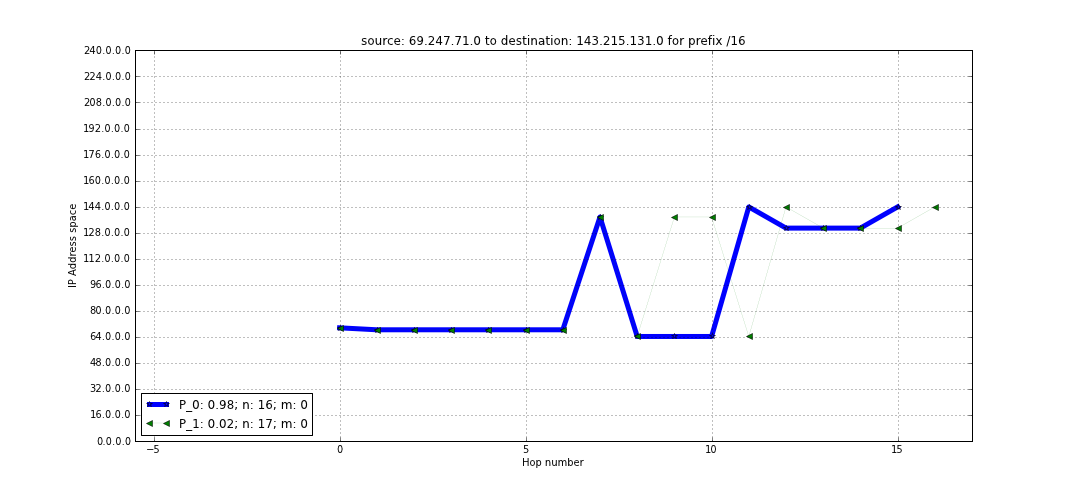 source: 69.247.71.0 to destination: 143.215.131.0 for prefix /16
240.0.0.0
224.0.0.0
208.0.0.0
192.0.0.0
176.0.0.0
160.0.0.0
144.0.0.0
128.0.0.0
112.0.0.0
96.0.0.0
80.0.0.0
64.0.0.0
48.0.0.0
32.0.0.0
16.0.0.0
0.0.0.0
IP Address space
P_0: 0.98; n: 16; m: 0
P_1: 0.02; n: 17; m: 0
−5 0 5 10 15
Hop number